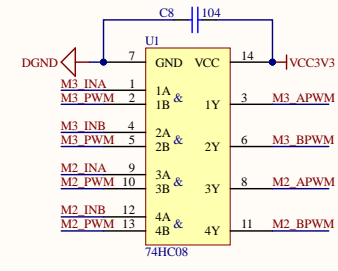 C8 104
U1
DGND 7 GND VCC 14 VCC3V3
M3_INA 1 1A
M3_PWM 2 1B & 1Y 3 M3_APWM
M3_INB 4 2A
M3_PWM 5 2B & 2Y 6 M3_BPWM
M2_INA 9 3A
M2_PWM 10 3B & 3Y 8 M2_APWM
M2_INB 12 4A
M2_PWM 13 4B & 4Y 11 M2_BPWM
74HC08